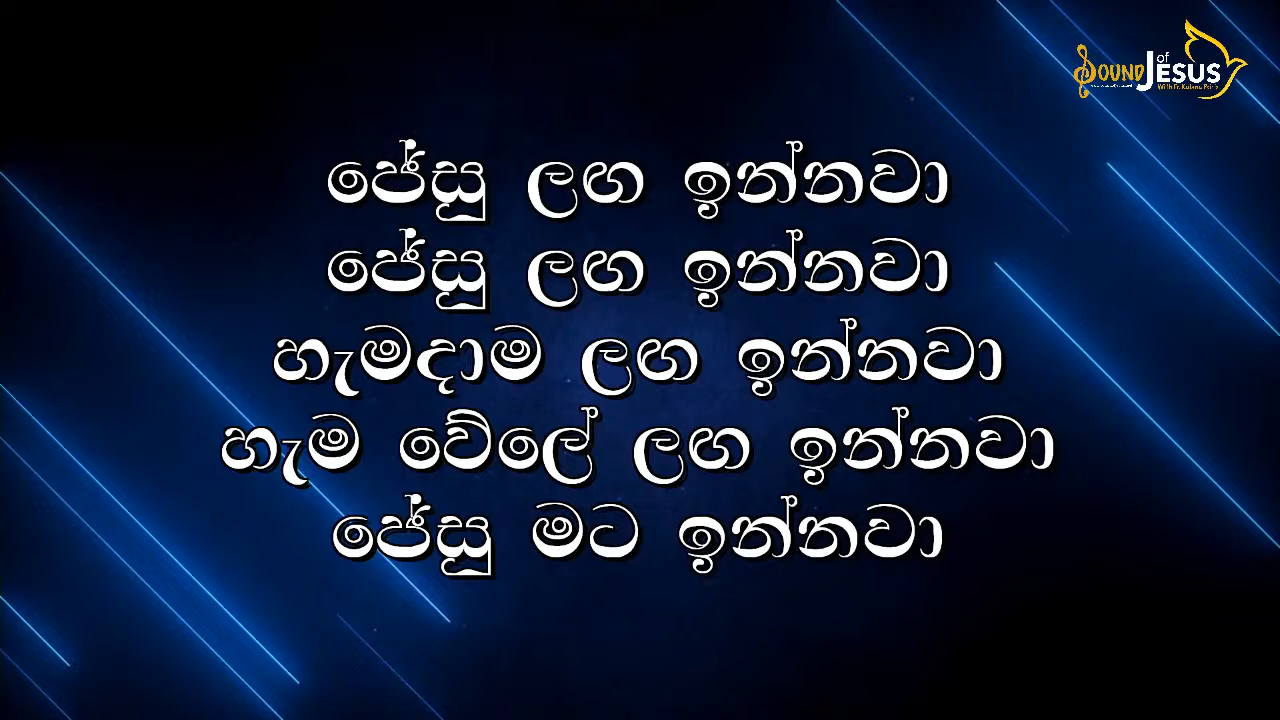 Sound of Jesus
ජේසු ළඟ ඉන්නවා
ජේසු ළඟ ඉන්නවා
හැමදාම ළඟ ඉන්නවා
හැම වේලේ ළඟ ඉන්නවා
ජේසු මට ඉන්නවා